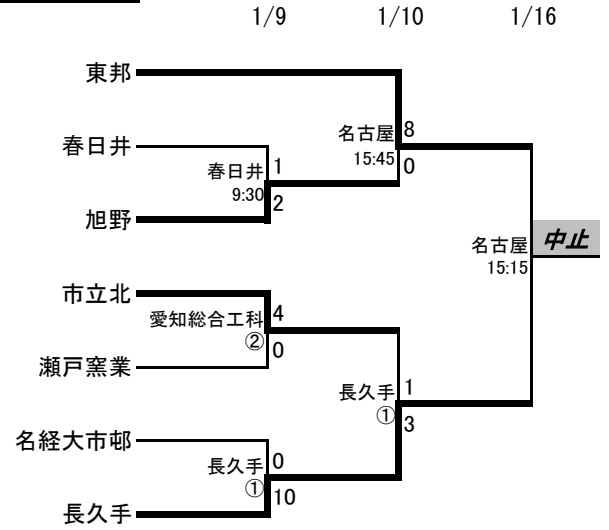 1/9 1/10 1/16
東邦
名古屋 8
15:45 0
春日井
春日井 1
9:30 2
旭野
名古屋 中止
15:15
市立北
愛知総合工科 4
② 0
瀬戸窯業
長久手 1
① 3
名経大市邨
長久手 0
① 10
長久手